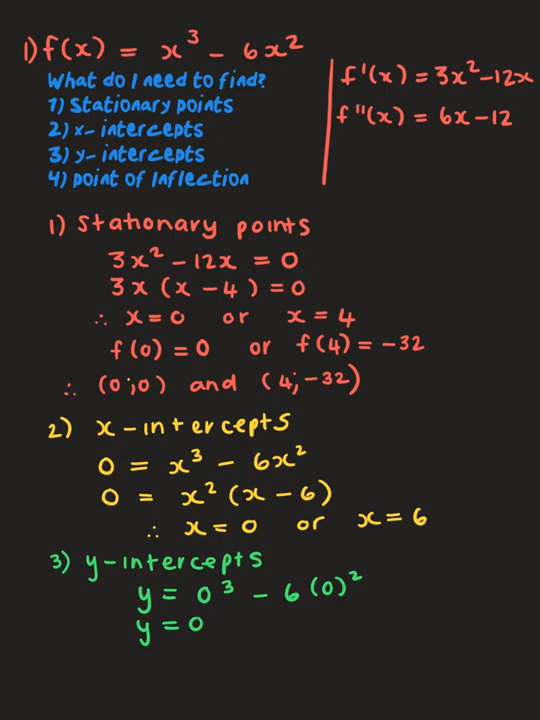 1) f(x) = x³ - 6x²
What do I need to find?
1) Stationary points
2) x-intercepts
3) y-intercepts
4) point of Inflection
f'(x) = 3x² - 12x
f''(x) = 6x - 12
1) Stationary points
3x² - 12x = 0
3x (x - 4) = 0
∴ x = 0 or x = 4
f(0) = 0 or f(4) = -32
∴ (0;0) and (4;-32)
2) x-intercepts
0 = x³ - 6x²
0 = x² (x - 6)
∴ x = 0 or x = 6
3) y-intercepts
y = 0³ - 6(0)²
y = 0